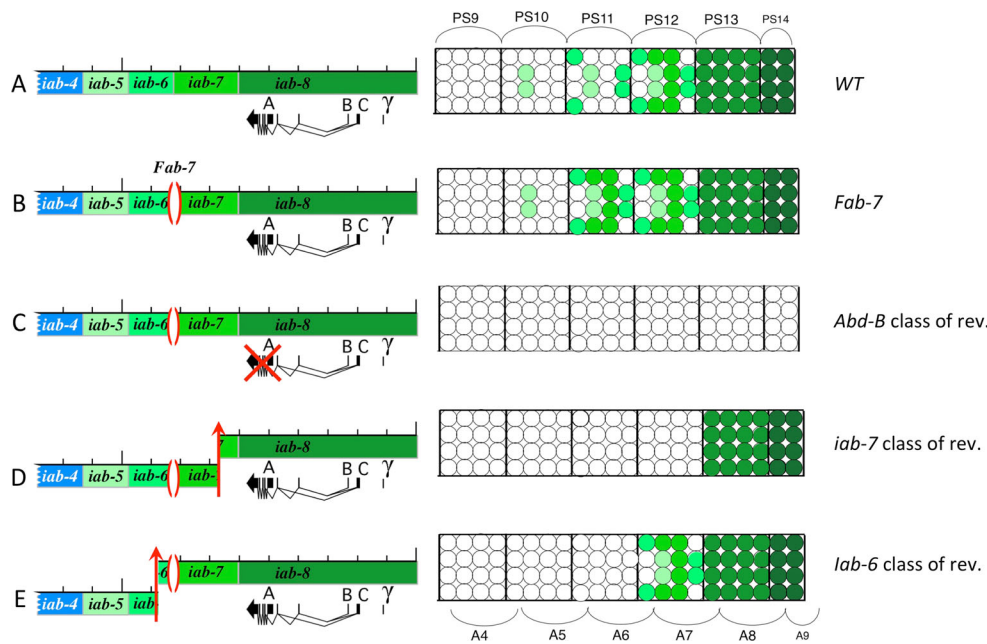 PS9 PS10 PS11 PS12 PS13 PS14
A iab-4 iab-5 iab-6 iab-7 iab-8 WT
A B C γ
Fab-7
B iab-4 iab-5 iab-6 iab-7 iab-8 Fab-7
A B C γ
C iab-4 iab-5 iab-6 iab-7 iab-8 Abd-B class of rev.
A B C γ
7 iab-8 iab-7 class of rev.
D iab-4 iab-5 iab-6 iab-
A B C γ
-6 iab-7 iab-8 Iab-6 class of rev.
E iab-4 iab-5 iab-
A B C γ
A4 A5 A6 A7 A8 A9